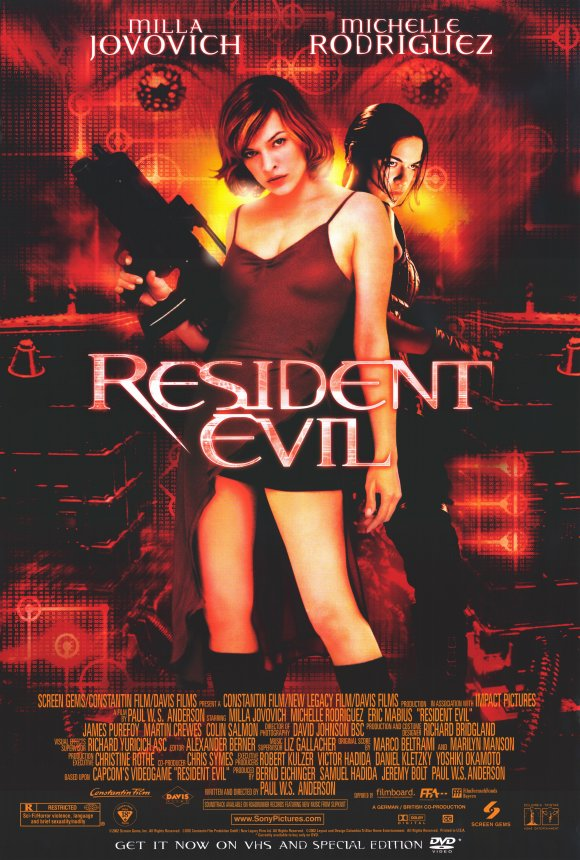 MILLA
JOVOVICH
MICHELLE
RODRIGUEZ
RESIDENT
EVIL
SCREEN GEMS/CONSTANTIN FILM/DAVIS FILMS PRESENT A CONSTANTIN FILM/NEW LEGACY FILM/DAVIS FILMS PRODUCTION IN ASSOCIATION WITH IMPACT PICTURES
A FILM BY PAUL W. S. ANDERSON STARRING MILLA JOVOVICH MICHELLE RODRIGUEZ ERIC MABIUS "RESIDENT EVIL"
JAMES PUREFOY MARTIN CREWES COLIN SALMON DIRECTOR OF PHOTOGRAPHY DAVID JOHNSON BSC PRODUCTION AND COSTUME DESIGNER RICHARD BRIDGLAND
VISUAL EFFECTS SUPERVISOR RICHARD YURICICH ASC EDITOR ALEXANDER BERNER MUSIC SUPERVISOR LIZ GALLACHER ORIGINAL SCORE BY MARCO BELTRAMI AND MARILYN MANSON
PRODUCTION EXECUTIVE CHRISTINE ROTHE CO-PRODUCER CHRIS SYMES EXECUTIVE PRODUCERS ROBERT KULZER VICTOR HADIDA DANIEL KLETZKY YOSHIKI OKAMOTO
BASED UPON CAPCOM'S VIDEOGAME "RESIDENT EVIL" PRODUCED BY BERND EICHINGER SAMUEL HADIDA JEREMY BOLT PAUL W.S. ANDERSON
WRITTEN AND DIRECTED BY PAUL W.S. ANDERSON
Constantin Film
DAVIS FILMS
filmboard.
FFA
FilmFernsehFonds Bayern
R RESTRICTED
Sci-Fi/Horror violence, language
and brief sexuality/nudity
SOUNDTRACK AVAILABLE ON ROADRUNNER RECORDS FEATURING NEW MUSIC FROM SLIPKNOT
A GERMAN / BRITISH CO-PRODUCTION
www.SonyPictures.com
DOLBY DIGITAL
SCREEN GEMS
COLUMBIA TRISTAR
HOME ENTERTAINMENT
GET IT NOW ON VHS AND SPECIAL EDITION DVD VIDEO